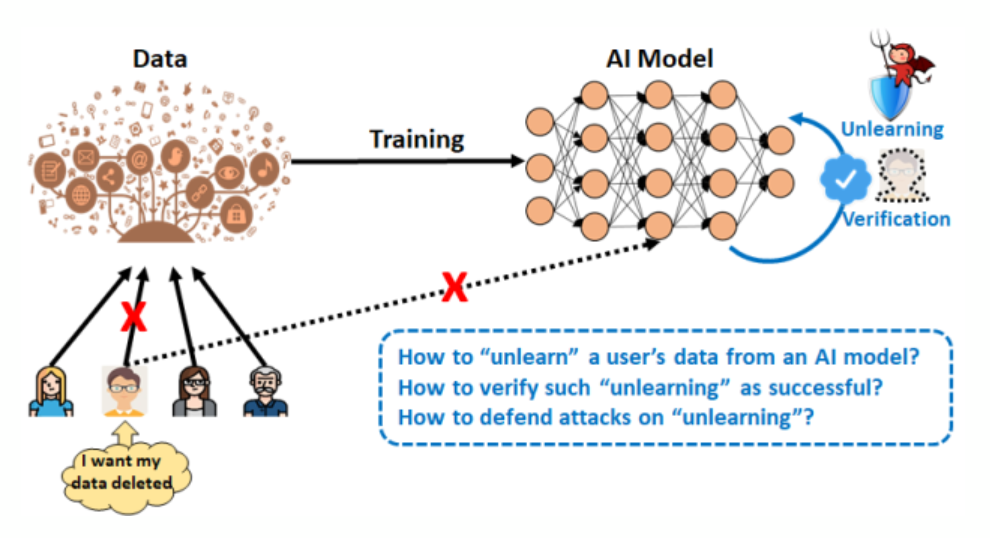 Data
AI Model
Training
Unlearning
Verification
X
X
How to “unlearn” a user’s data from an AI model?
How to verify such “unlearning” as successful?
How to defend attacks on “unlearning”?
I want my
data deleted
@